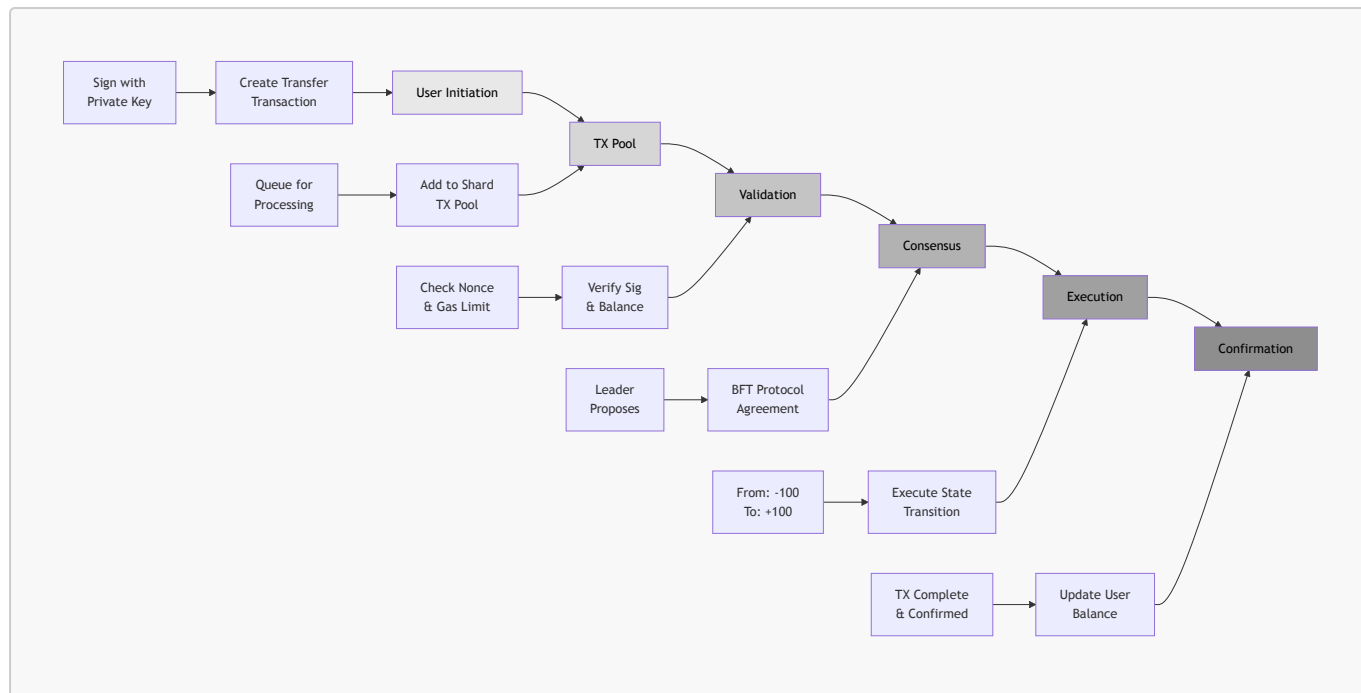 Sign with
Private Key
Create Transfer
Transaction
User Initiation
TX Pool
Queue for
Processing
Add to Shard
TX Pool
Validation
Consensus
Check Nonce
& Gas Limit
Verify Sig
& Balance
Execution
Confirmation
Leader
Proposes
BFT Protocol
Agreement
From: -100
To: +100
Execute State
Transition
TX Complete
& Confirmed
Update User
Balance